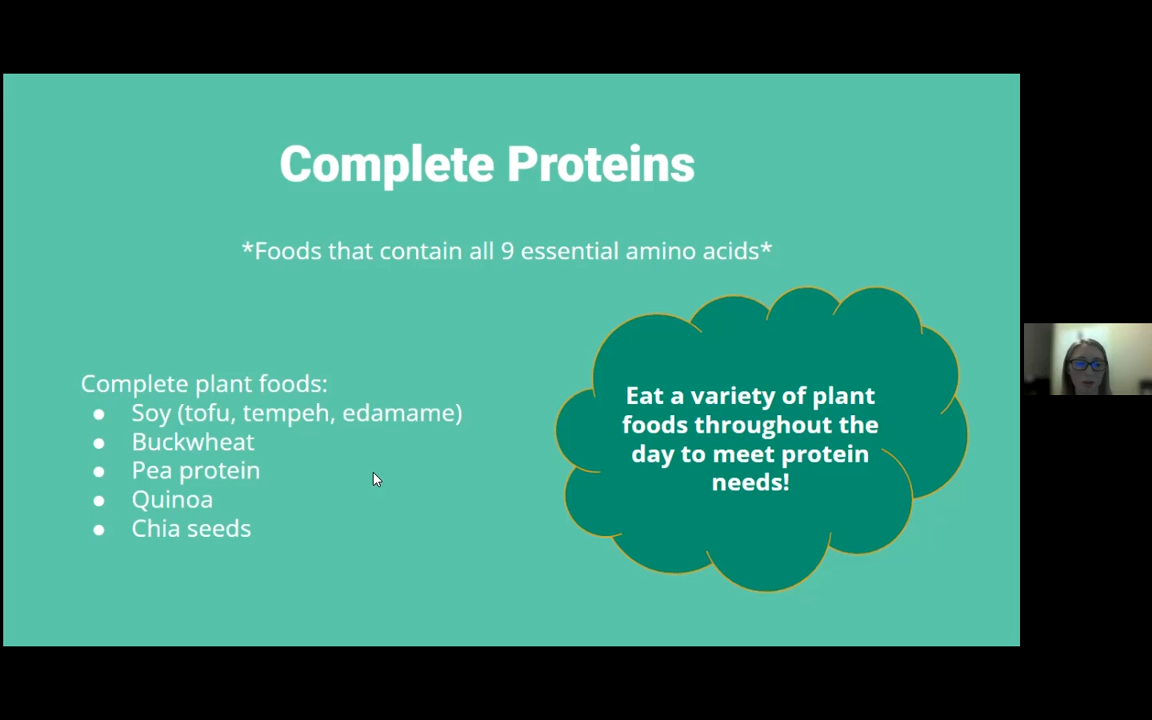 Complete Proteins
*Foods that contain all 9 essential amino acids*
Complete plant foods:
● Soy (tofu, tempeh, edamame)
● Buckwheat
● Pea protein
● Quinoa
● Chia seeds
Eat a variety of plant
foods throughout the
day to meet protein
needs!